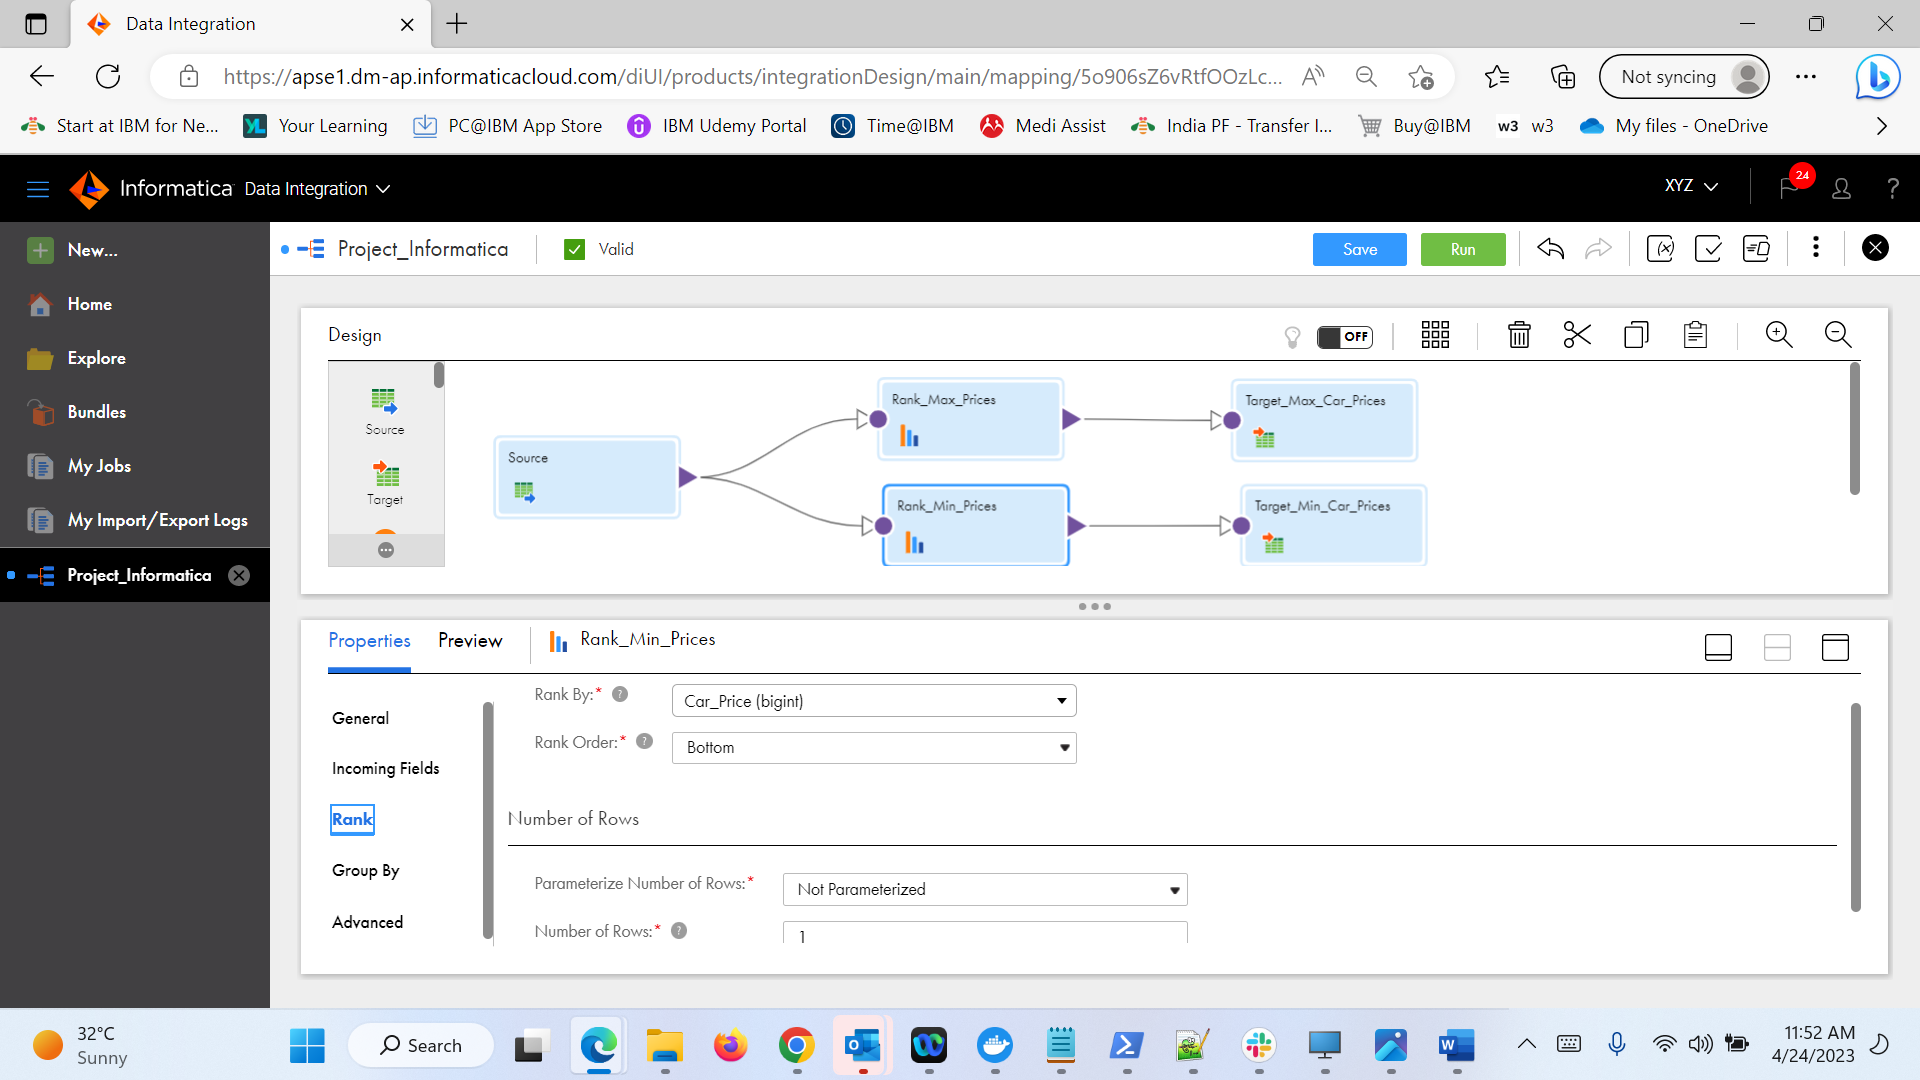 Data Integration
https://apse1.dm-ap.informaticacloud.com/diUI/products/integrationDesign/main/mapping/5o906sZ6vRtfOOzLc...
Not syncing
Start at IBM for Ne...
Your Learning
PC@IBM App Store
IBM Udemy Portal
Time@IBM
Medi Assist
India PF - Transfer I...
Buy@IBM
w3 w3
My files - OneDrive
Informatica Data Integration
XYZ
24
New...
Home
Explore
Bundles
My Jobs
My Import/Export Logs
Project_Informatica
Project_Informatica
Valid
Save
Run
Design
OFF
Source
Target
Source
Rank_Max_Prices
Target_Max_Car_Prices
Rank_Min_Prices
Target_Min_Car_Prices
Properties
Preview
Rank_Min_Prices
General
Incoming Fields
Rank
Group By
Advanced
Rank By:* ?
Car_Price (bigint)
Rank Order:* ?
Bottom
Number of Rows
Parameterize Number of Rows:*
Not Parameterized
Number of Rows:* ?
1
32°C
Sunny
Search
11:52 AM
4/24/2023